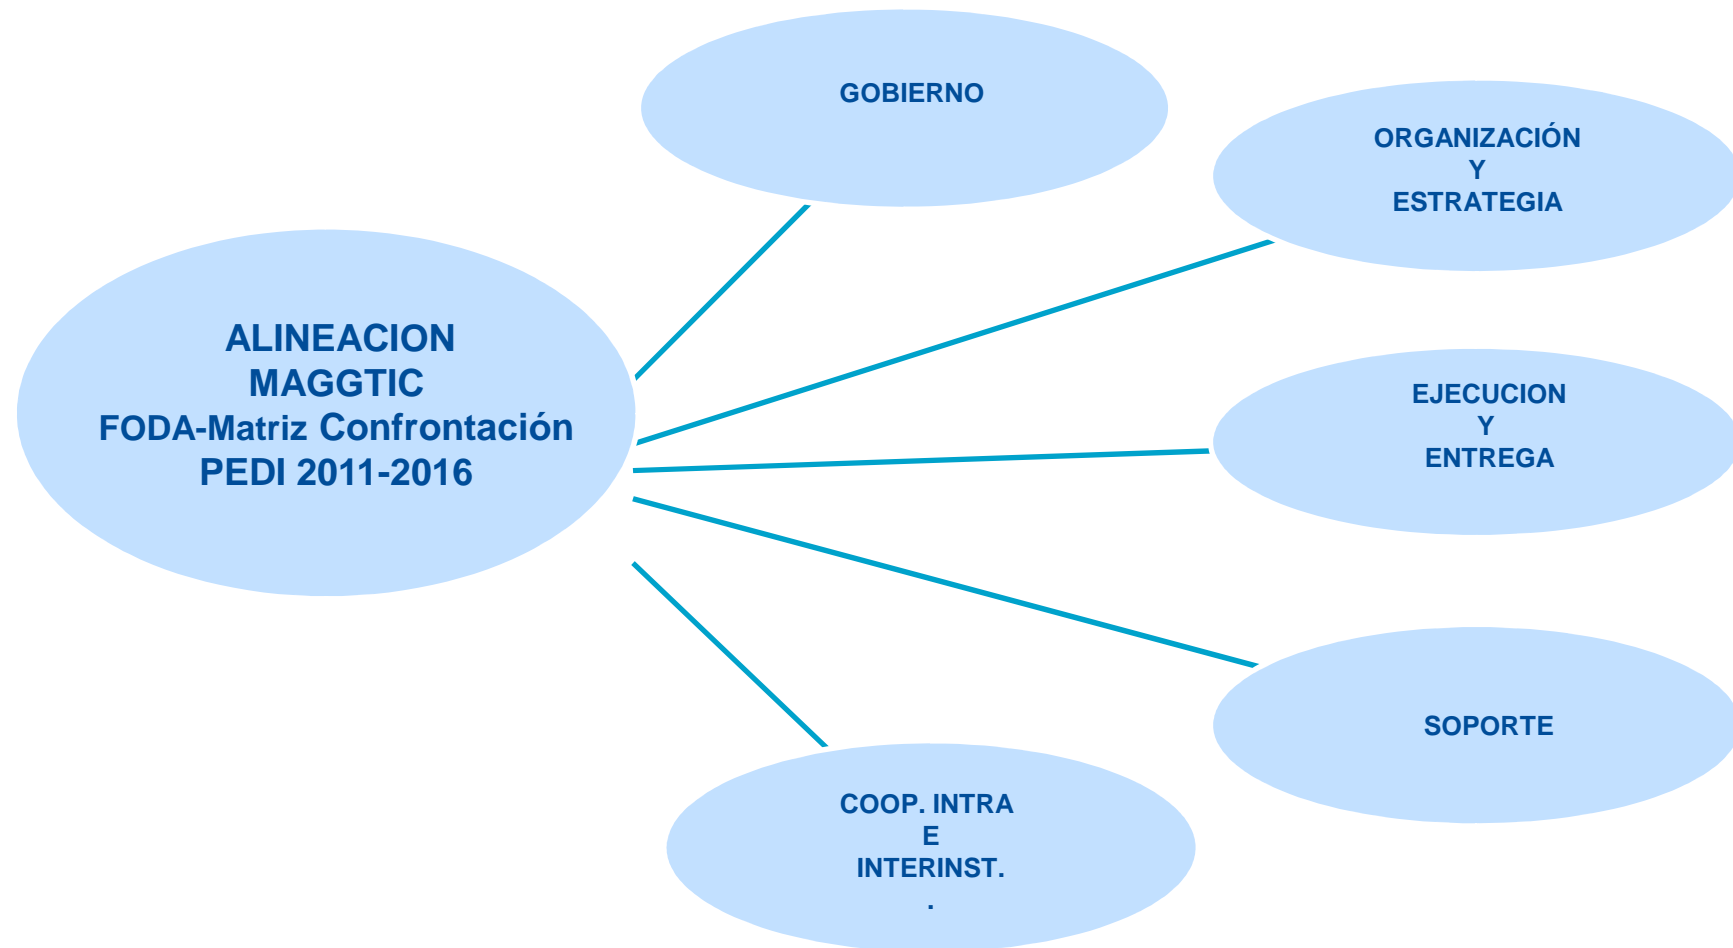 GOBIERNO
ORGANIZACIÓN
Y
ESTRATEGIA
ALINEACION
MAGGTIC
FODA-Matriz Confrontación
PEDI 2011-2016
EJECUCION
Y
ENTREGA
SOPORTE
COOP. INTRA
E
INTERINST.
.